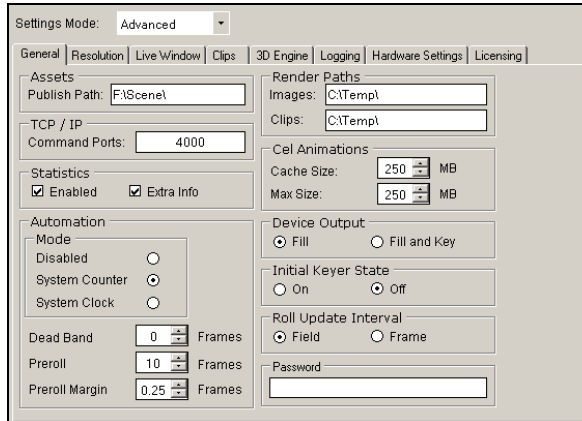 Settings Mode: Advanced
General Resolution Live Window Clips 3D Engine Logging Hardware Settings Licensing
Assets
Publish Path: F:\Scene\
TCP / IP
Command Ports: 4000
Statistics
Enabled Extra Info
Automation
Mode
Disabled
System Counter
System Clock
Dead Band 0 Frames
Preroll 10 Frames
Preroll Margin 0.25 Frames
Render Paths
Images: C:\Temp\
Clips: C:\Temp\
Cel Animations
Cache Size: 250 MB
Max Size: 250 MB
Device Output
Fill Fill and Key
Initial Keyer State
On Off
Roll Update Interval
Field Frame
Password